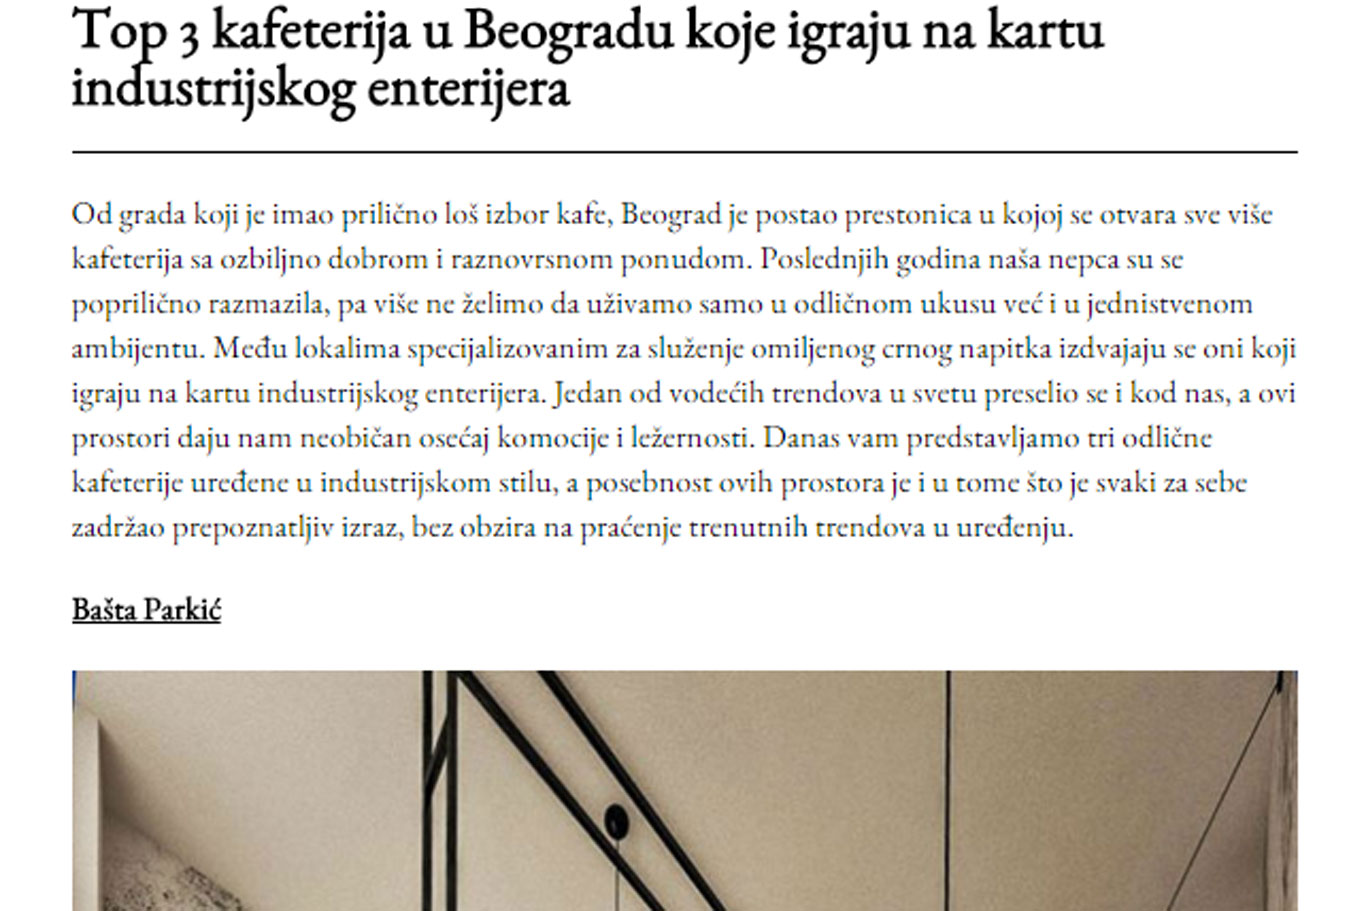 Top 3 kafeterija u Beogradu koje igraju na kartu
industrijskog enterijera
Od grada koji je imao prilično loš izbor kafe, Beograd je postao prestonica u kojoj se otvara sve više
kafeterija sa ozbiljno dobrom i raznovrsnom ponudom. Poslednjih godina naša nepca su se
poprilično razmazila, pa više ne želimo da uživamo samo u odličnom ukusu već i u jednistvenom
ambijentu. Među lokalima specijalizovanim za služenje omiljenog crnog napitka izdvajaju se oni koji
igraju na kartu industrijskog enterijera. Jedan od vodećih trendova u svetu preselio se i kod nas, a ovi
prostori daju nam neobičan osećaj komocije i ležernosti. Danas vam predstavljamo tri odlične
kafeterije uređene u industrijskom stilu, a posebnost ovih prostora je i u tome što je svaki za sebe
zadržao prepoznatljiv izraz, bez obzira na praćenje trenutnih trendova u uređenju.
Bašta Parkić